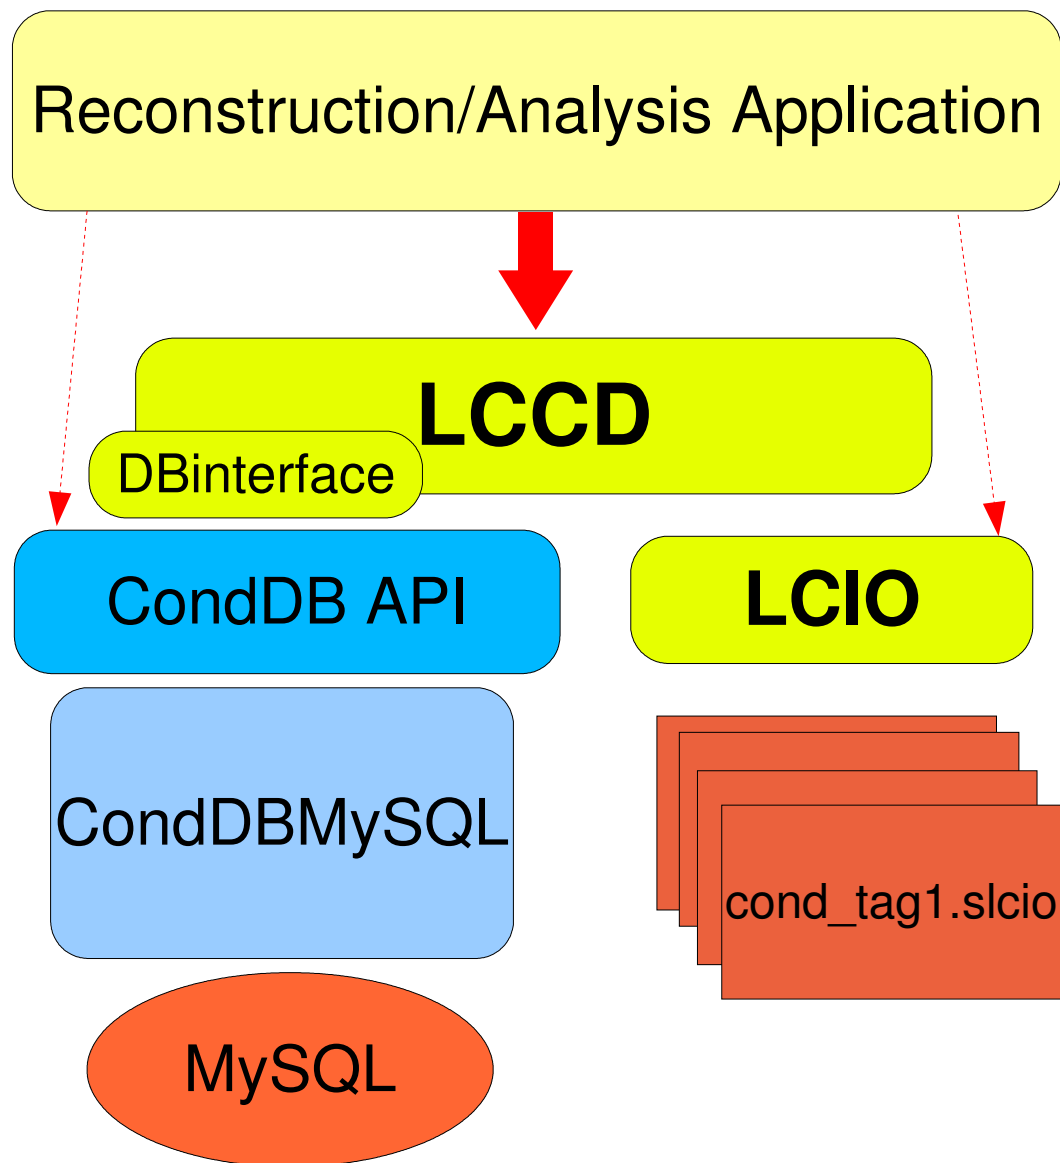 Reconstruction/Analysis Application
LCCD
DBinterface
CondDB API
LCIO
CondDBMySQL
cond_tag1.slcio
MySQL